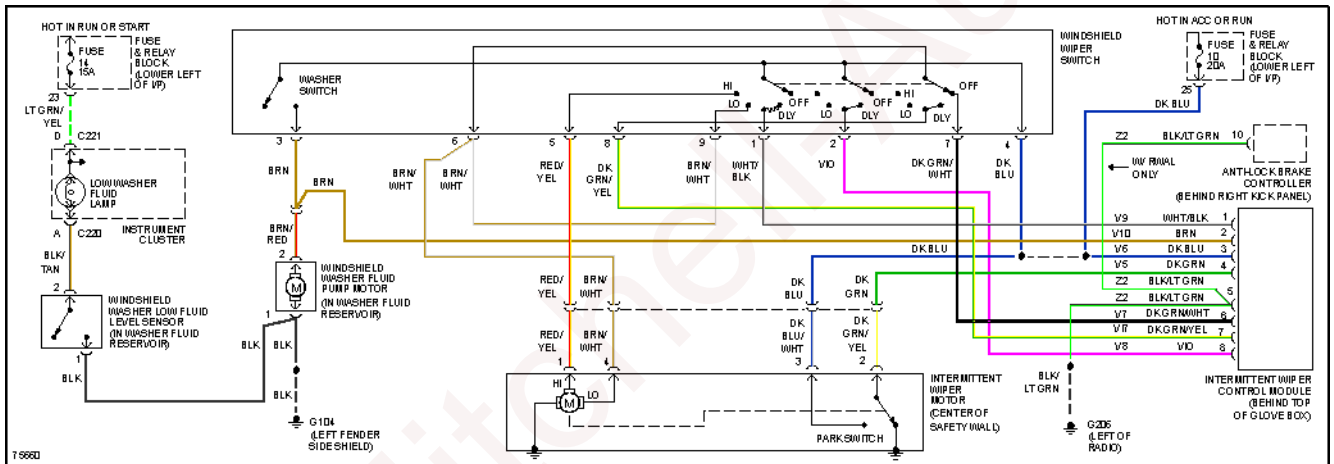 HOT IN RUN OR START
FUSE
14
15A
FUSE
& RELAY
BLOCK
(LOWER LEFT
OF I/P)
23
LT GRN/
YEL
D
C221
LOW WASHER
FLUID
LAMP
INSTRUMENT
CLUSTER
A
C220
BLK/
TAN
2
WINDSHIELD
WASHER LOW FLUID
LEVEL SENSOR
(IN WASHER FLUID
RESERVOIR)
1
BLK
WASHER
SWITCH
3
BRN
BRN
BRN/
RED
2
M
WINDSHIELD
WASHER FLUID
PUMP MOTOR
(IN WASHER FLUID
RESERVOIR)
1
BLK
BLK
BLK
G104
(LEFT FENDER
SIDE SHIELD)
WINDSHIELD
WIPER
SWITCH
HI
LO
OFF
DLY
LO
OFF
DLY
HI
LO
OFF
DLY
6
5
8
9
1
2
7
4
BRN/
WHT
BRN/
WHT
RED/
YEL
DK
GRN/
YEL
BRN/
WHT
WHT/
BLK
VIO
DK GRN/
WHT
DK
BLU
DK BLU
RED/
YEL
BRN/
WHT
DK
BLU
DK
GRN
RED/
YEL
BRN/
WHT
DK
BLU/
WHT
DK
GRN/
YEL
1
4
3
2
HI
LO
M
PARK SWITCH
INTERMITTENT
WIPER
MOTOR
(CENTER OF
SAFETY WALL)
HOT IN ACC OR RUN
FUSE
10
20A
FUSE
& RELAY
BLOCK
(LOWER LEFT
OF I/P)
25
DK BLU
Z2 BLK/LT GRN 10
W/ RWAL
ONLY
ANTI-LOCK BRAKE
CONTROLLER
(BEHIND RIGHT KICK PANEL)
V9 WHT/BLK 1
V10 BRN 2
V6 DK BLU 3
V5 DK GRN 4
Z2 BLK/LT GRN
5
Z2 BLK/LT GRN
V7 DK GRN/WHT 6
DK GRN/YEL 7
V8 VIO 8
BLK/
LT GRN
G206
(LEFT OF
RADIO)
INTERMITTENT WIPER
CONTROL MODULE
(BEHIND TOP
OF GLOVE BOX)
75660